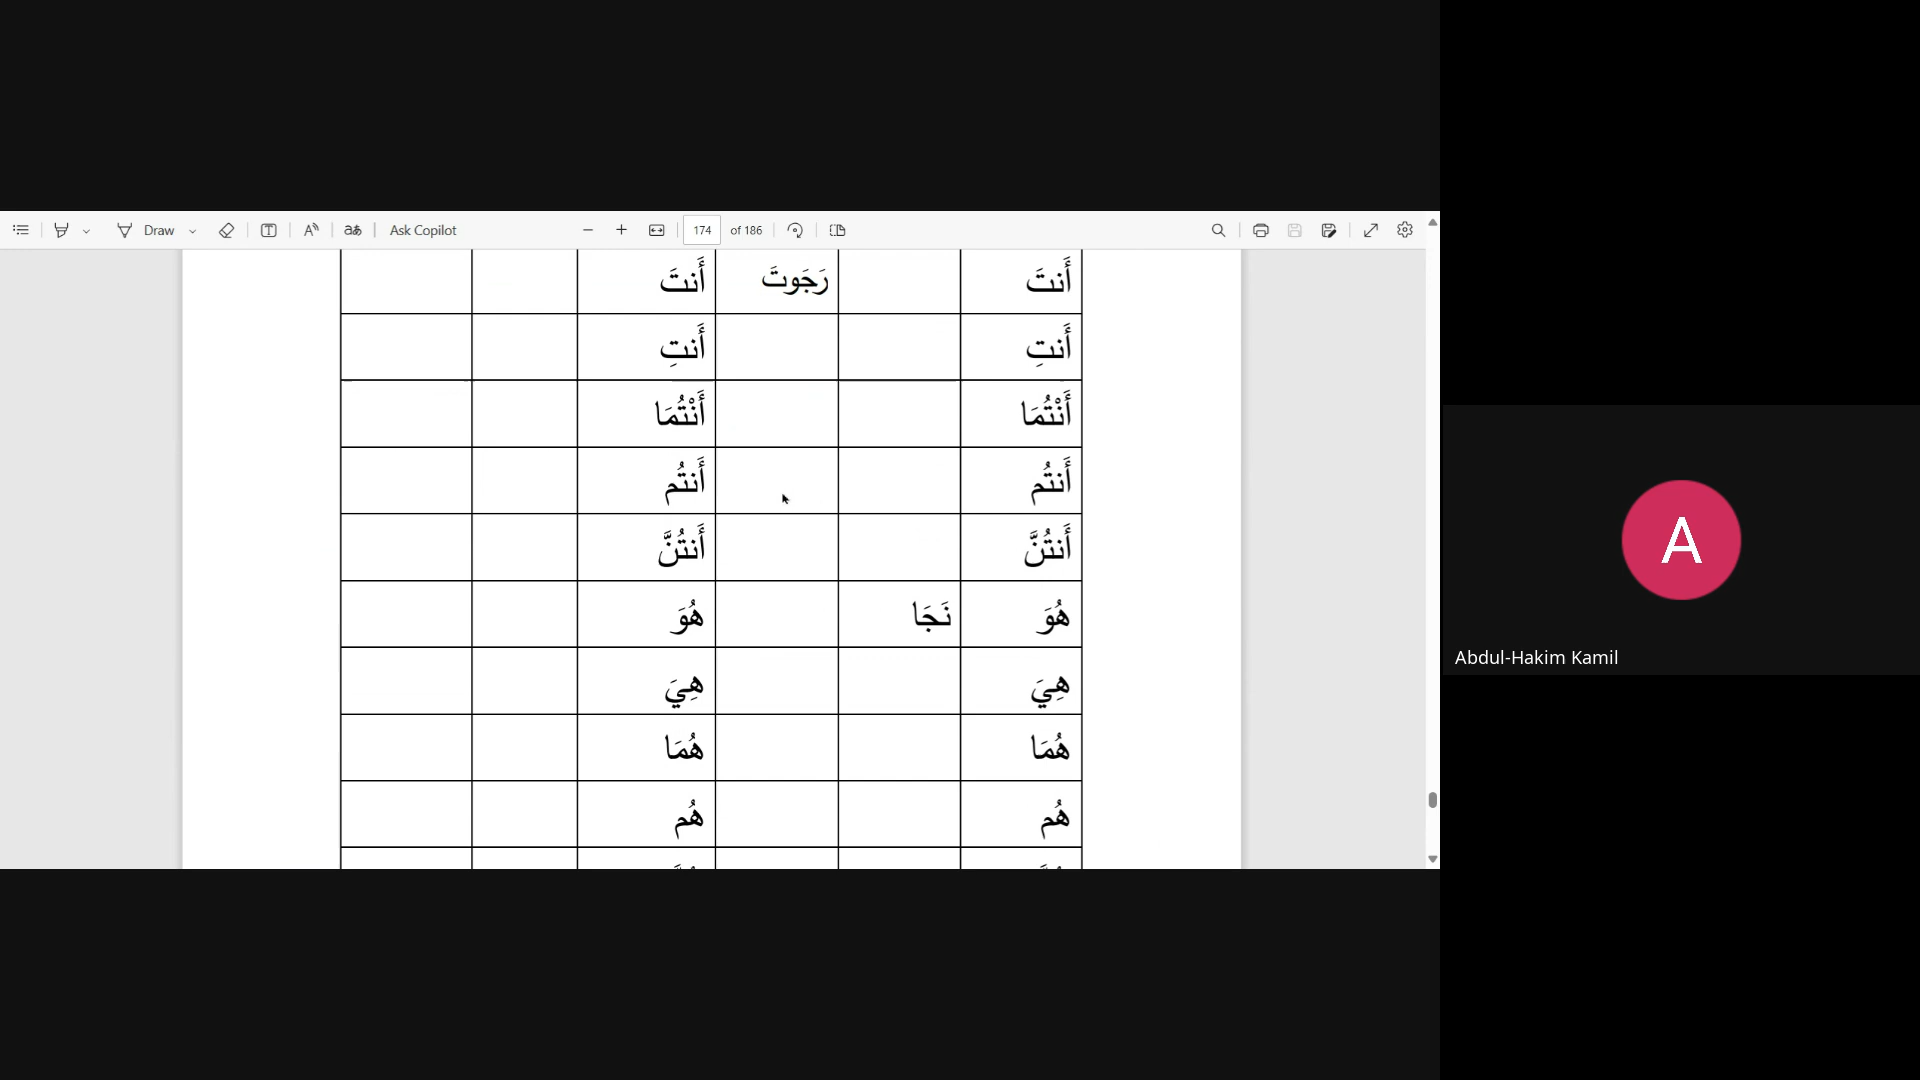 Draw
Ask Copilot
174 of 186
أَنتَ رَجَوتَ أَنتَ
أَنتِ أَنتِ
أَنْتُمَا أَنْتُمَا
أَنتُم أَنتُم
أَنتُنَّ أَنتُنَّ
هُوَ نَجَا هُوَ
هِيَ هِيَ
هُمَا هُمَا
هُم هُم
A
Abdul-Hakim Kamil